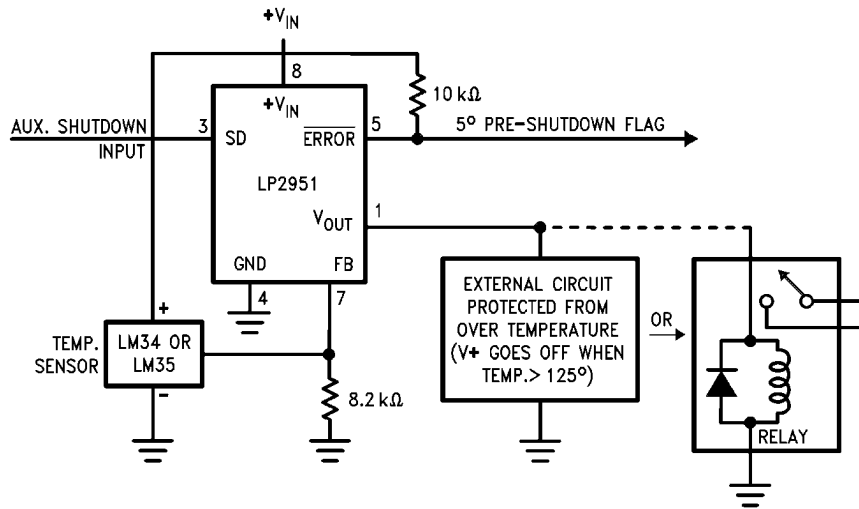 +VIN
8
+VIN
10 kΩ
AUX. SHUTDOWN
INPUT
3
SD
ERROR
5
5° PRE-SHUTDOWN FLAG
LP2951
VOUT
1
GND
FB
4
7
TEMP.
SENSOR
+
LM34 OR
LM35
-
8.2 kΩ
EXTERNAL CIRCUIT
PROTECTED FROM
OVER TEMPERATURE
(V+ GOES OFF WHEN
TEMP.> 125°)
OR
RELAY